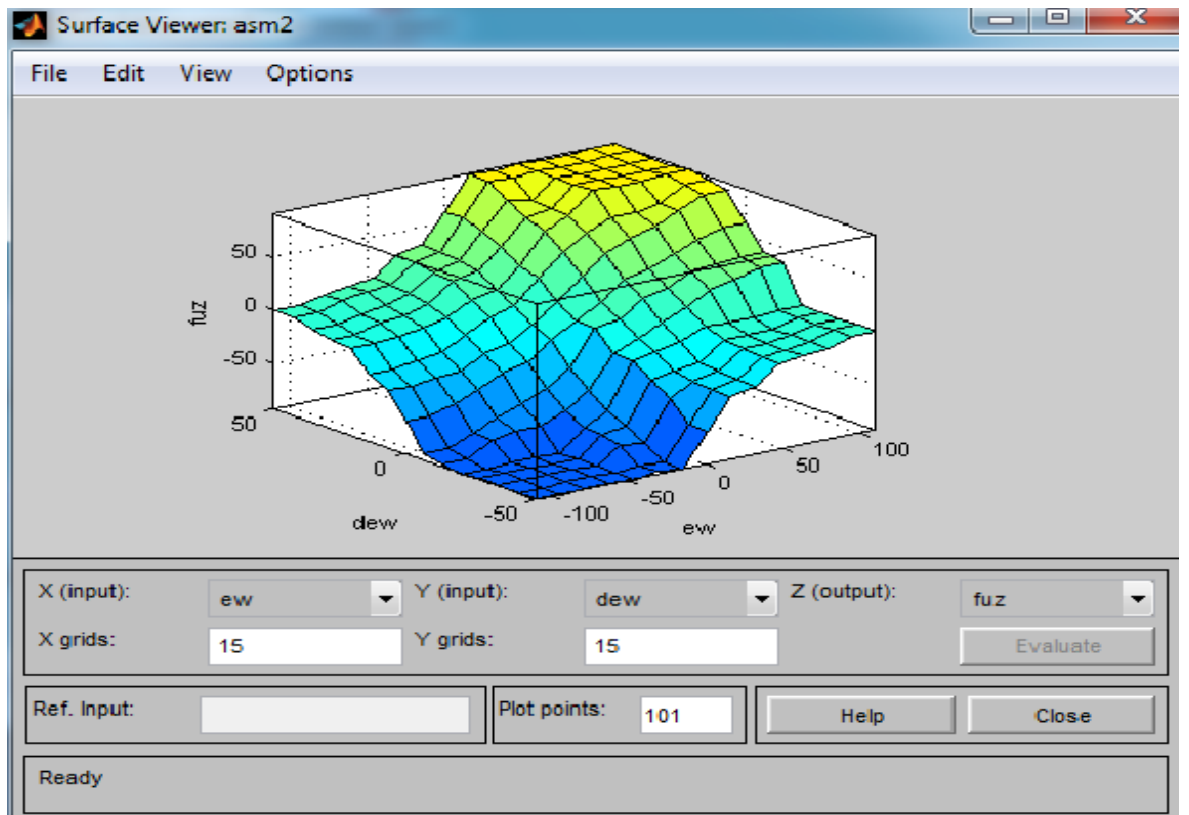 Surface Viewer: asm2
File Edit View Options
50
0
-50
fuz
50
0
-50
dew
-100
-50
0
50
100
ew
X (input): ew Y (input): dew Z (output): fuz
X grids: 15 Y grids: 15 Evaluate
Ref. Input: Plot points: 101 Help Close
Ready